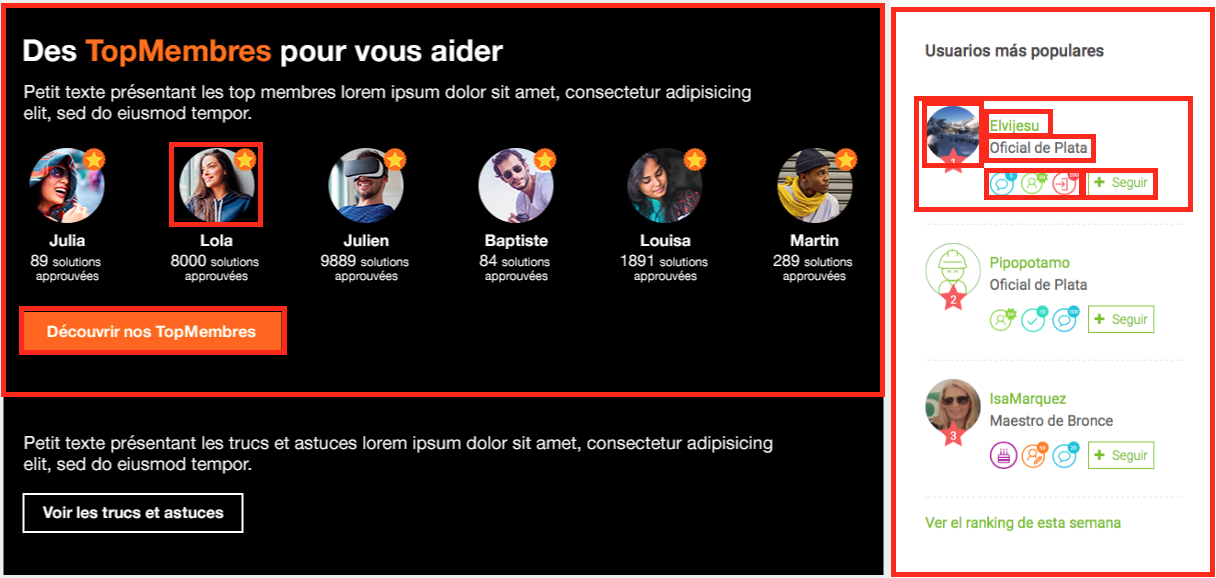 Des TopMembres pour vous aider
Petit texte présentant les top membres lorem ipsum dolor sit amet, consectetur adipisicing
elit, sed do eiusmod tempor.
Julia
89 solutions
approuvées
Lola
8000 solutions
approuvées
Julien
9889 solutions
approuvées
Baptiste
84 solutions
approuvées
Louisa
1891 solutions
approuvées
Martin
289 solutions
approuvées
Découvrir nos TopMembres
Petit texte présentant les trucs et astuces lorem ipsum dolor sit amet, consectetur adipisicing
elit, sed do eiusmod tempor.
Voir les trucs et astuces
Usuarios más populares
Elvijesu
Oficial de Plata
+ Seguir
Pipopotamo
Oficial de Plata
2
+ Seguir
IsaMarquez
Maestro de Bronce
3
+ Seguir
Ver el ranking de esta semana